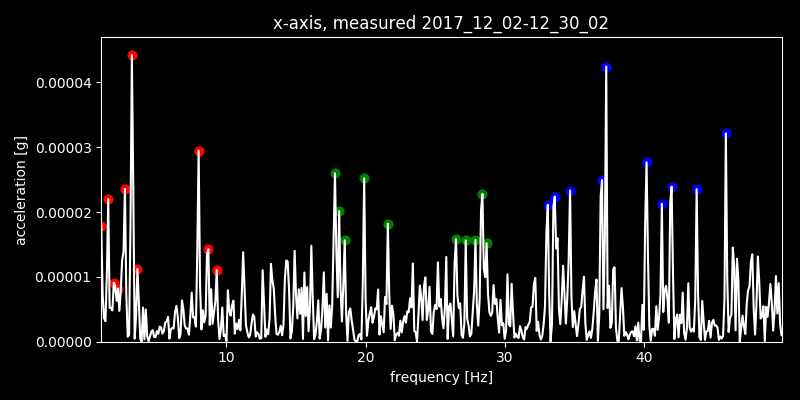 x-axis, measured 2017_12_02-12_30_02
0.00004
0.00003
0.00002
0.00001
0.00000
acceleration [g]
10 20 30 40
frequency [Hz]